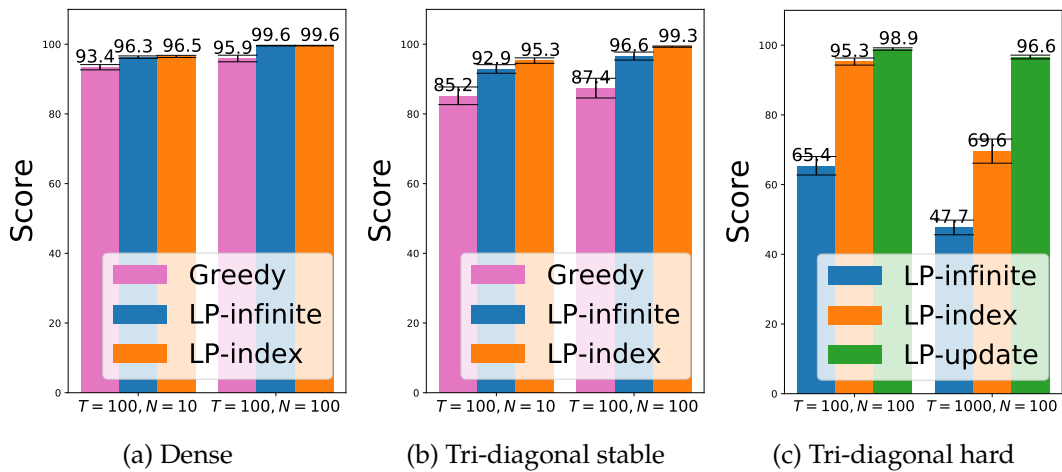 Score
100
80
60
40
20
0
93.4
96.3
96.5
95.9
99.6
99.6
Greedy
LP-infinite
LP-index
T = 100, N = 10
T = 100, N = 100
(a) Dense
Score
100
80
60
40
20
0
85.2
92.9
95.3
87.4
96.6
99.3
Greedy
LP-infinite
LP-index
T = 100, N = 10
T = 100, N = 100
(b) Tri-diagonal stable
Score
100
80
60
40
20
0
65.4
95.3
98.9
47.7
69.6
96.6
LP-infinite
LP-index
LP-update
T = 100, N = 100
T = 1000, N = 100
(c) Tri-diagonal hard